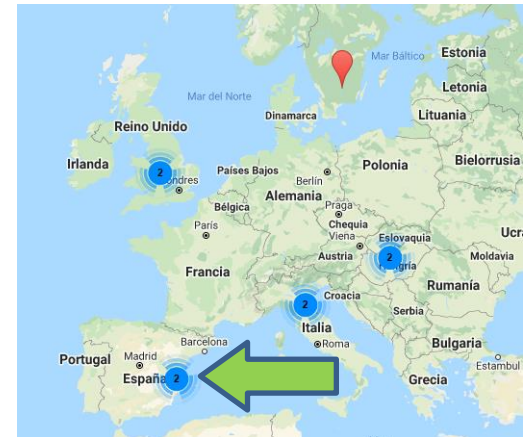 Mar Báltico
Estonia
Letonia
Mar del Norte
Lituania
Dinamarca
Reino Unido
Irlanda
Bielorrusia
Polonia
Países Bajos
2
Berlín
Alemania
Bélgica
Praga
París
Chequia
Viena
Eslovaquia
Ucr
Austria
2
Moldavia
Francia
Rumanía
Croacia
2
Serbia
Italia
Bulgaria
Barcelona
Roma
Portugal
Madrid
Estambul
España
2
Grecia